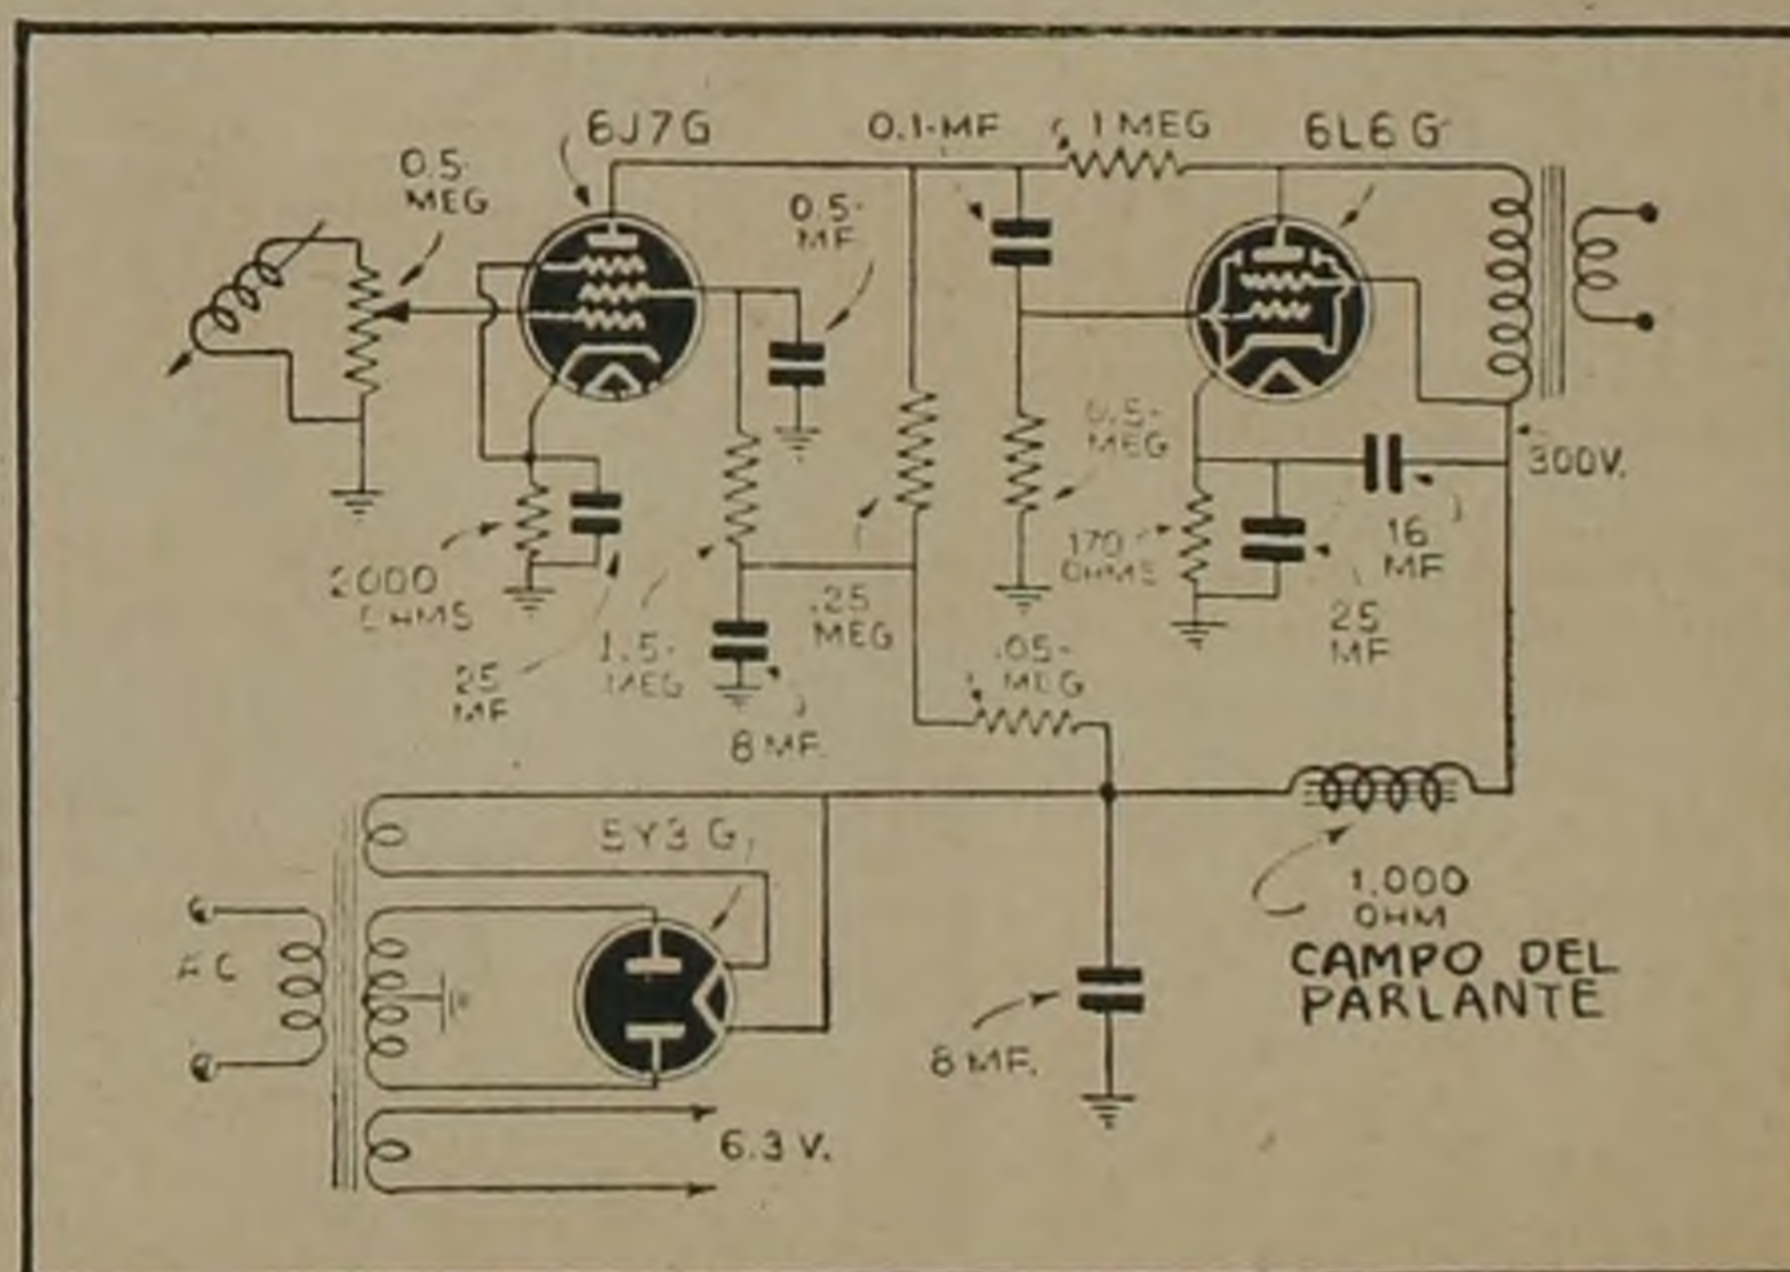 6J7G
0.1-MF
1 MEG
6L6G
0.5-
MEG
0.5-
MF
0.5-
MEG
300V.
2000
OHMS
170
OHMS
16
MF
.25
MEG
25
MF
1.5-
MEG
.05-
MEG
25
MF
8 MF.
5Y3 G
1.000
OHM
AC
CAMPO DEL
PARLANTE
8 MF.
6.3 V.